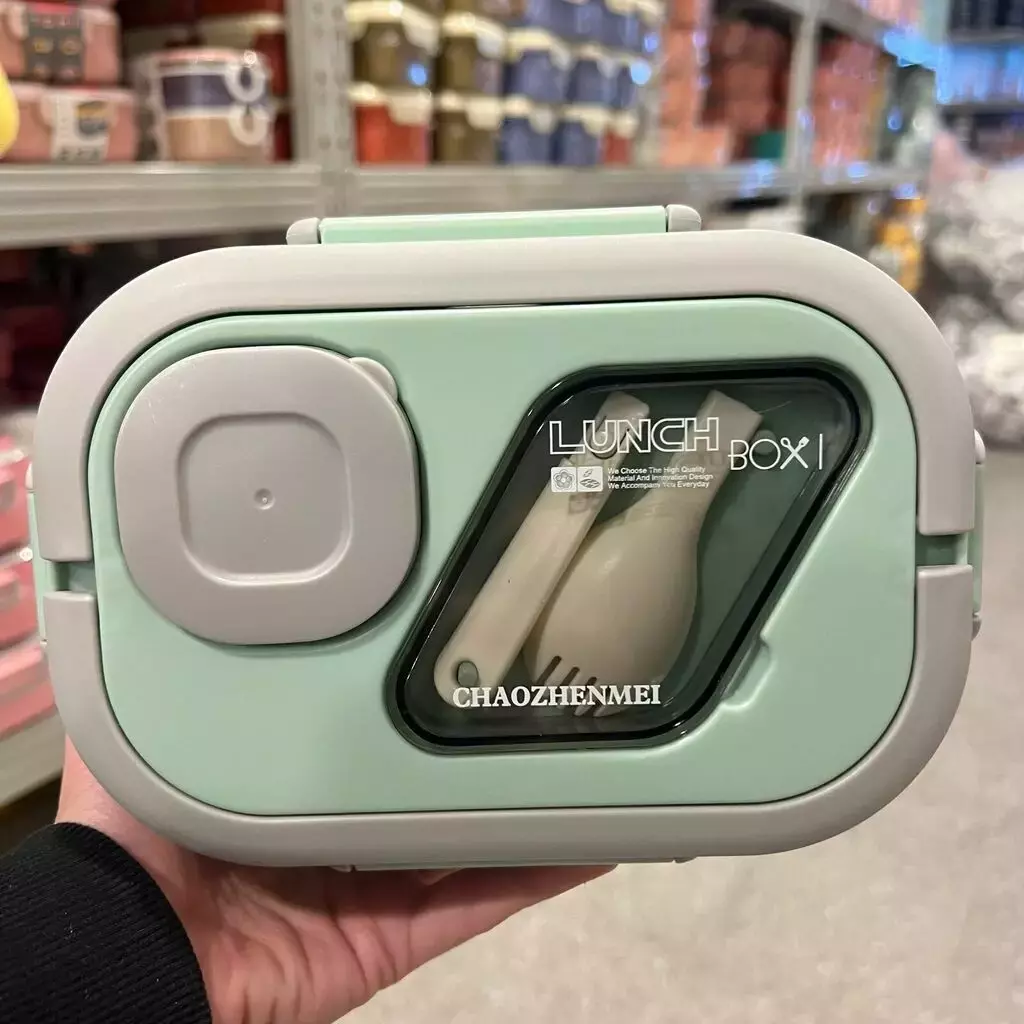 LUNCH BOX
We Choose The High Quality
Material And Innovation Design
We Accompany You Everyday
CHAOZHENMEI